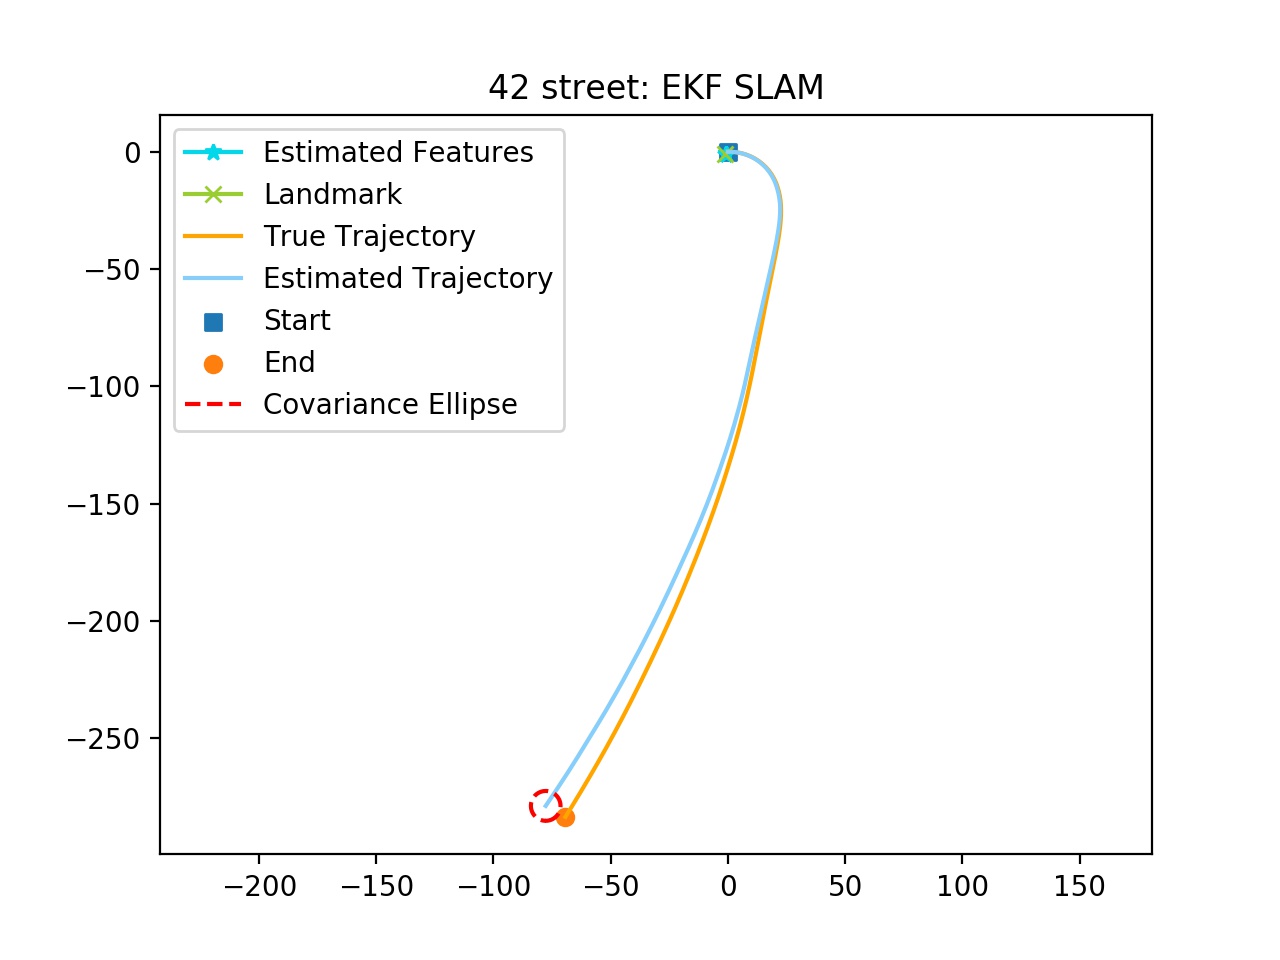 42 street: EKF SLAM
Estimated Features
Landmark
True Trajectory
Estimated Trajectory
Start
End
Covariance Ellipse
0
−50
−100
−150
−200
−250
−200 −150 −100 −50 0 50 100 150